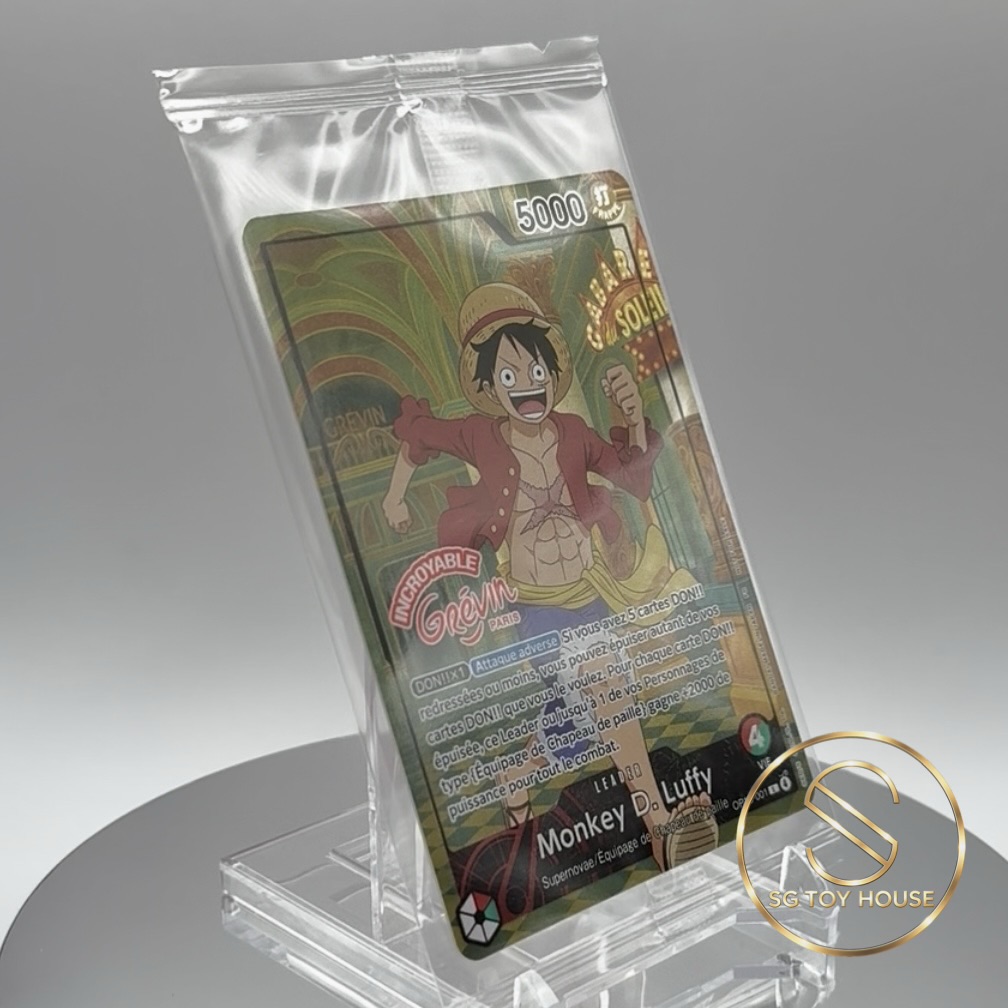 5000
CABARE
SOLEIL
GRÉVIN
INCROYABLE
Grévin
PARIS
DON!!x1 Attaque adverse Si vous avez 5 cartes DON!!
redressées ou moins, vous pouvez épuiser autant de vos
cartes DON!! que vous le voulez. Pour chaque carte DON!!
épuisée, ce Leader ou jusqu'à 1 de vos Personnages de
type {Équipage de Chapeau de paille} gagne +2000 de
puissance pour tout le combat.
4
VIE
LEADER
Monkey D. Luffy
Supernovae/Équipage de Chapeau de paille
SG TOY HOUSE